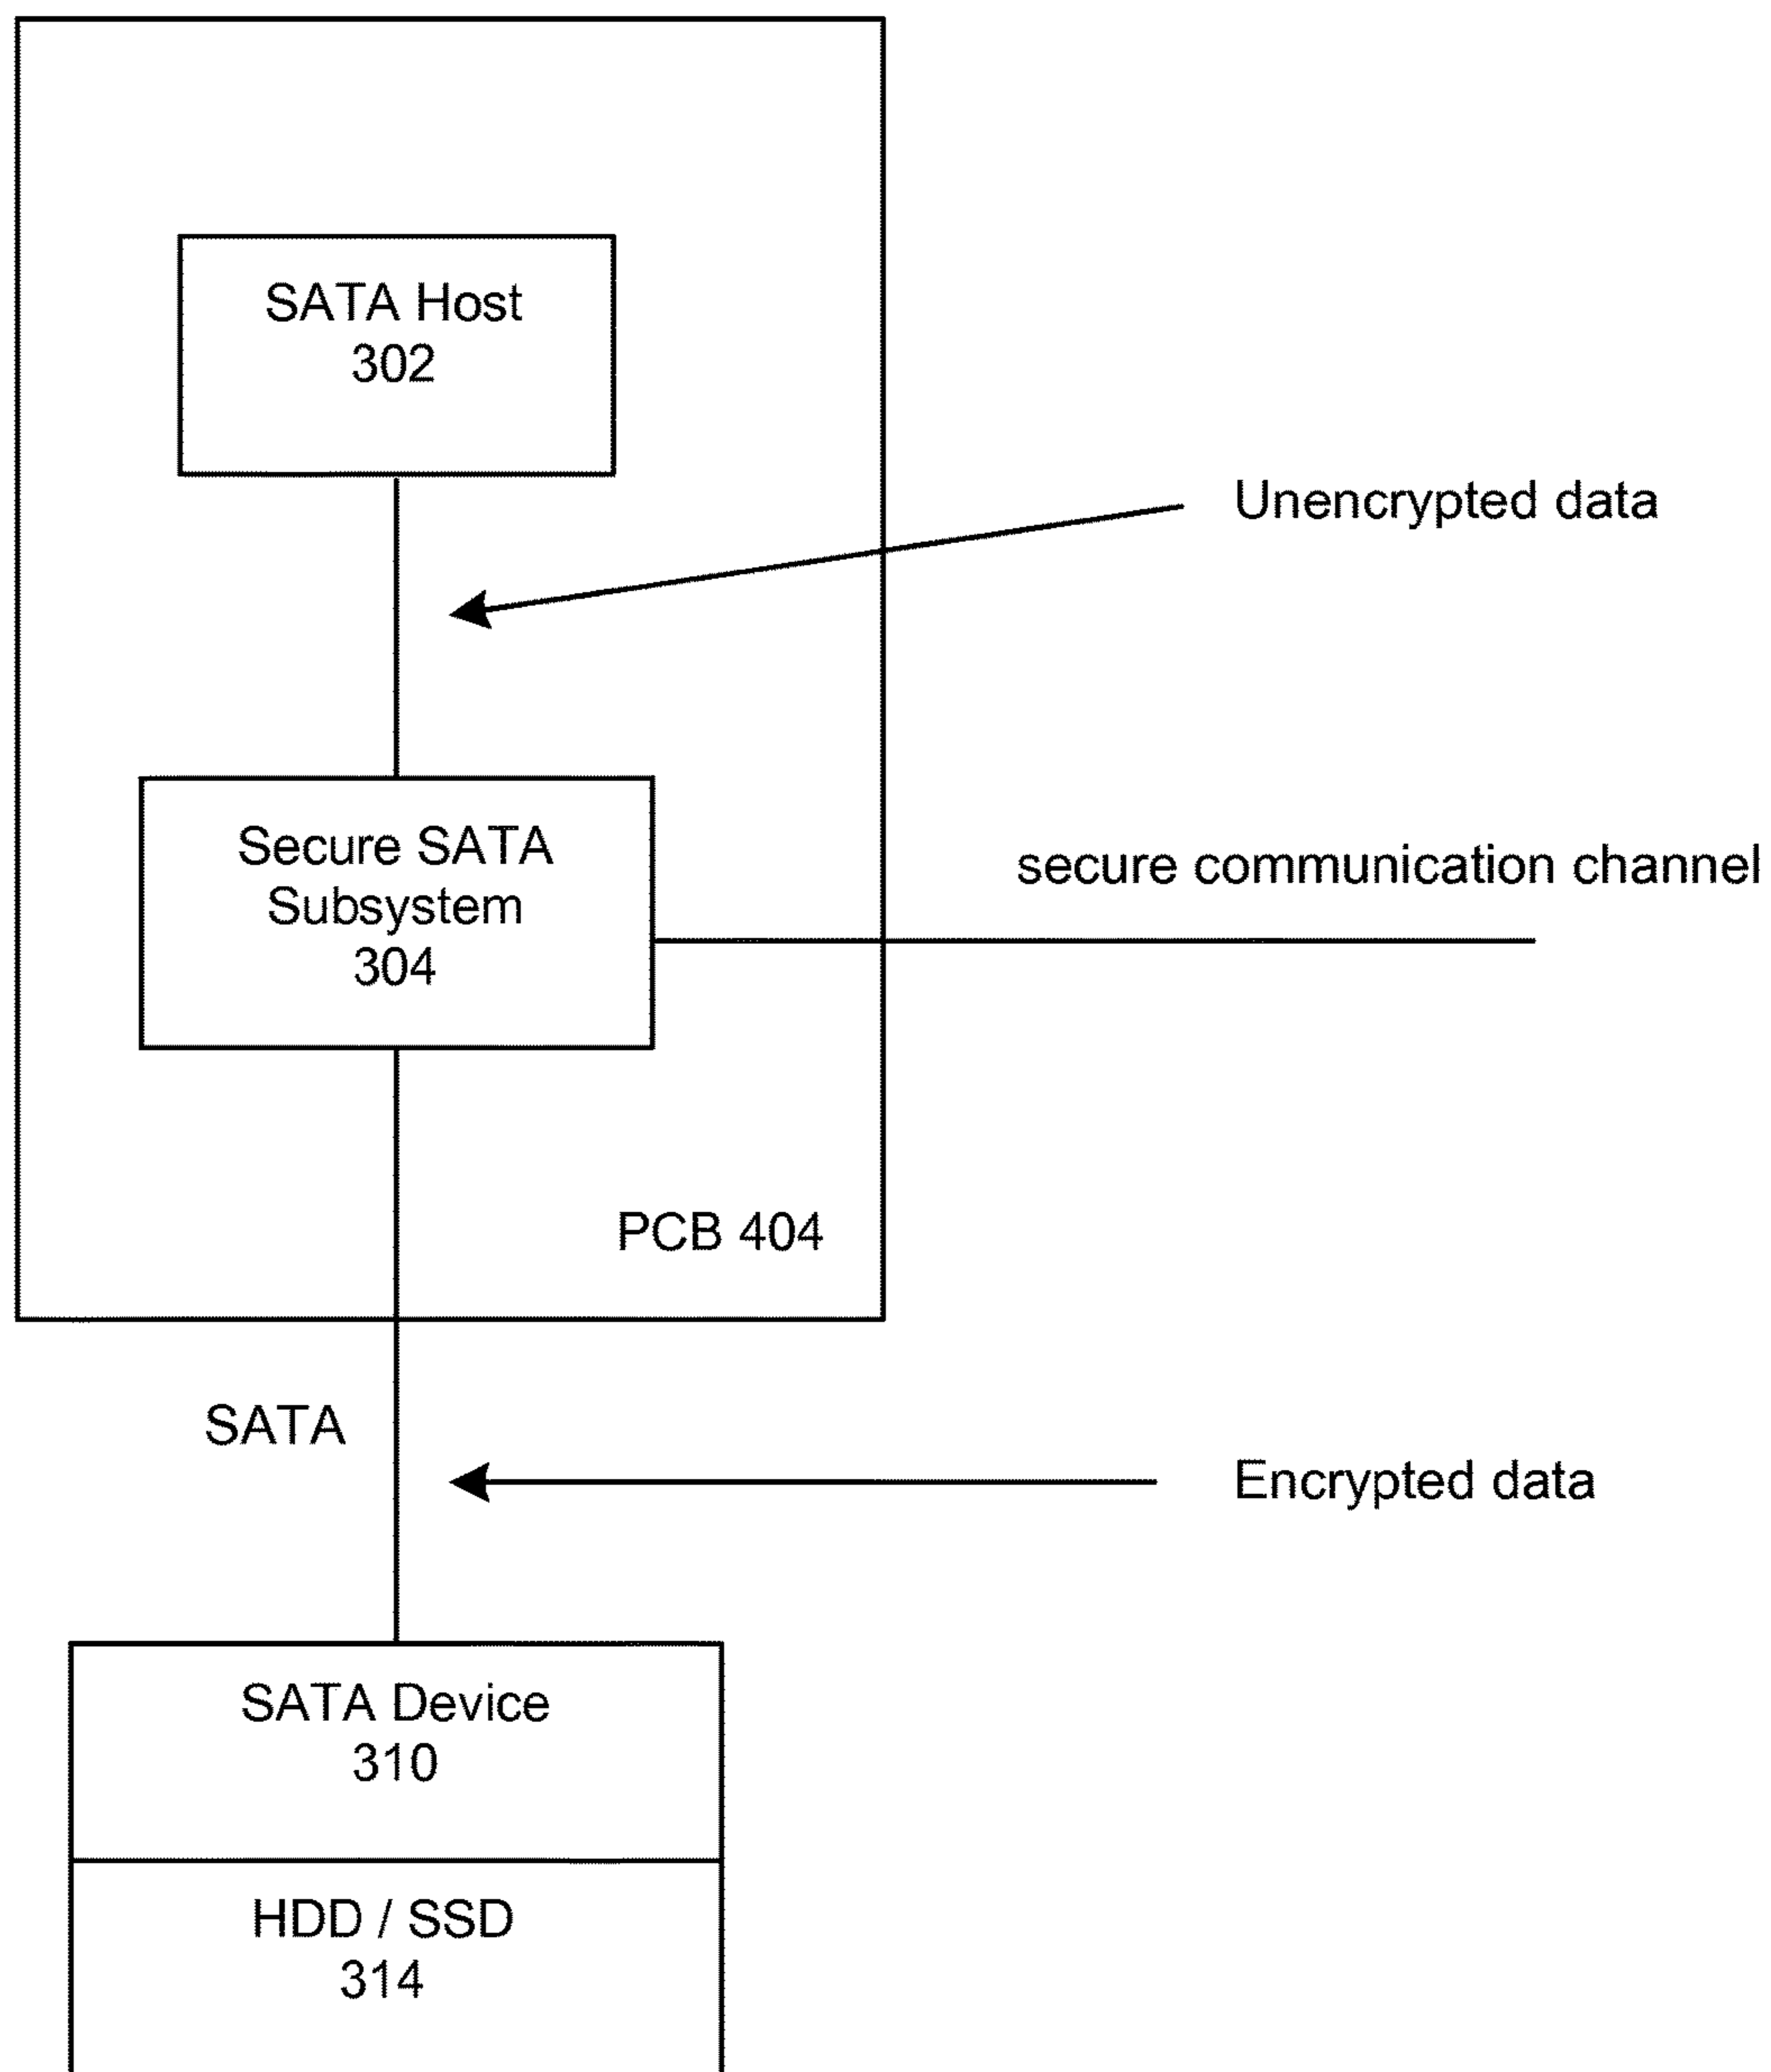 SATA Host
302
Unencrypted data
Secure SATA
Subsystem
304
secure communication channel
PCB 404
SATA
Encrypted data
SATA Device
310
HDD / SSD
314